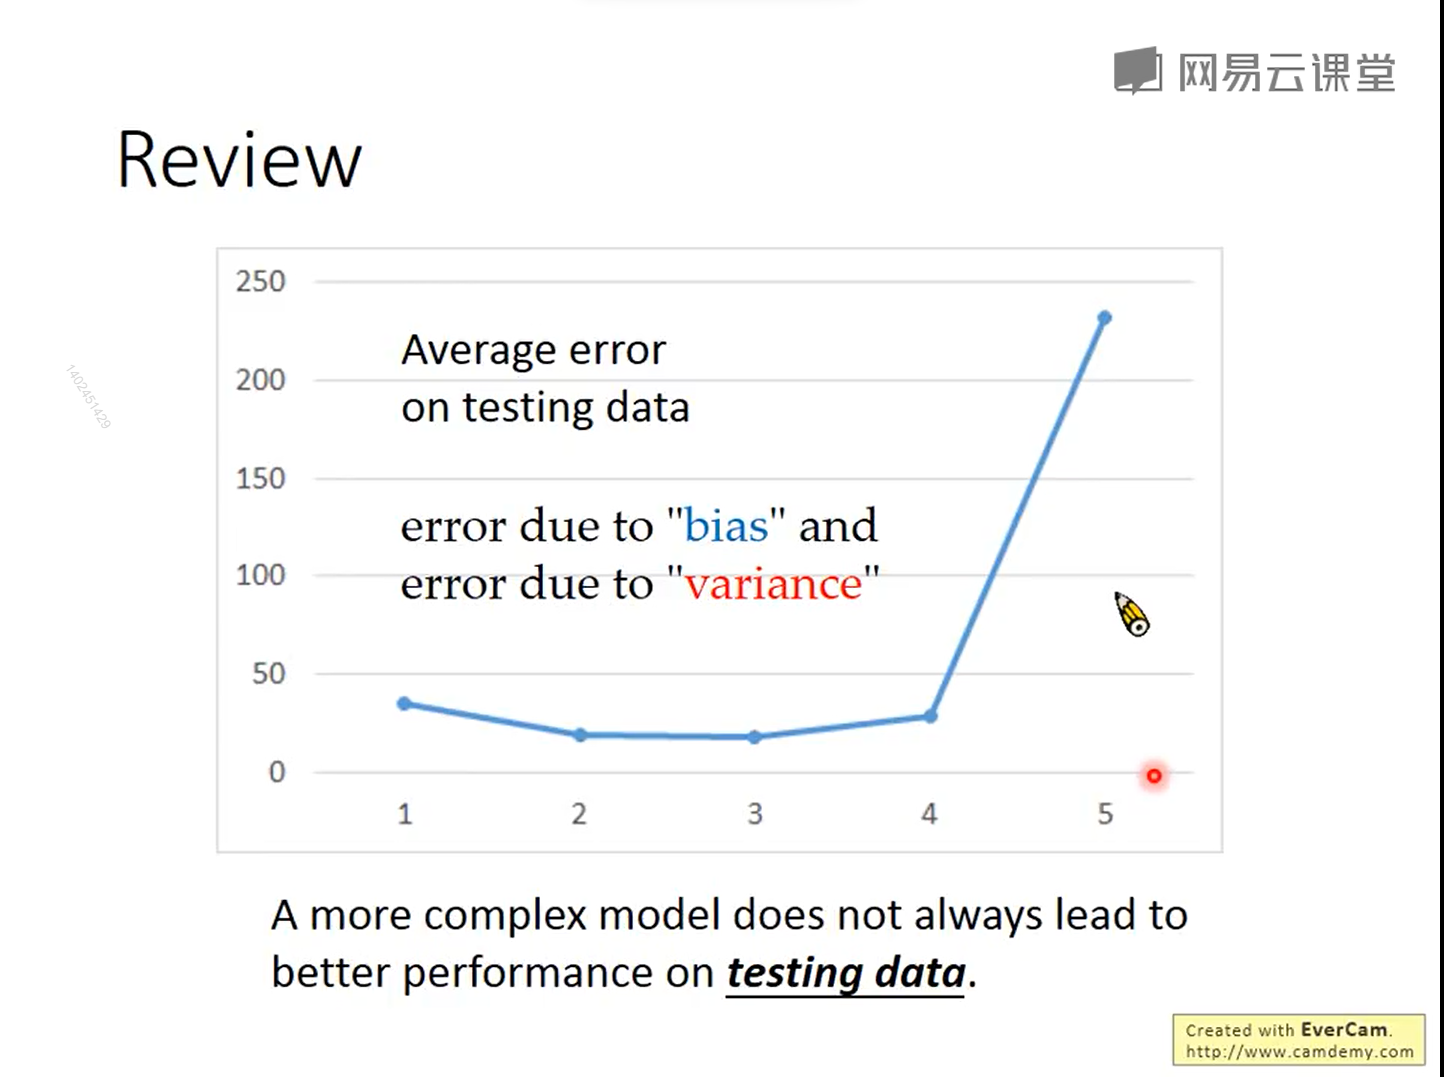 网易云课堂
Review
250
200
150
100
50
0
Average error
on testing data
error due to "bias" and
error due to "variance"
1 2 3 4 5
1402451429
A more complex model does not always lead to
better performance on testing data.
Created with EverCam.
http://www.camdemy.com